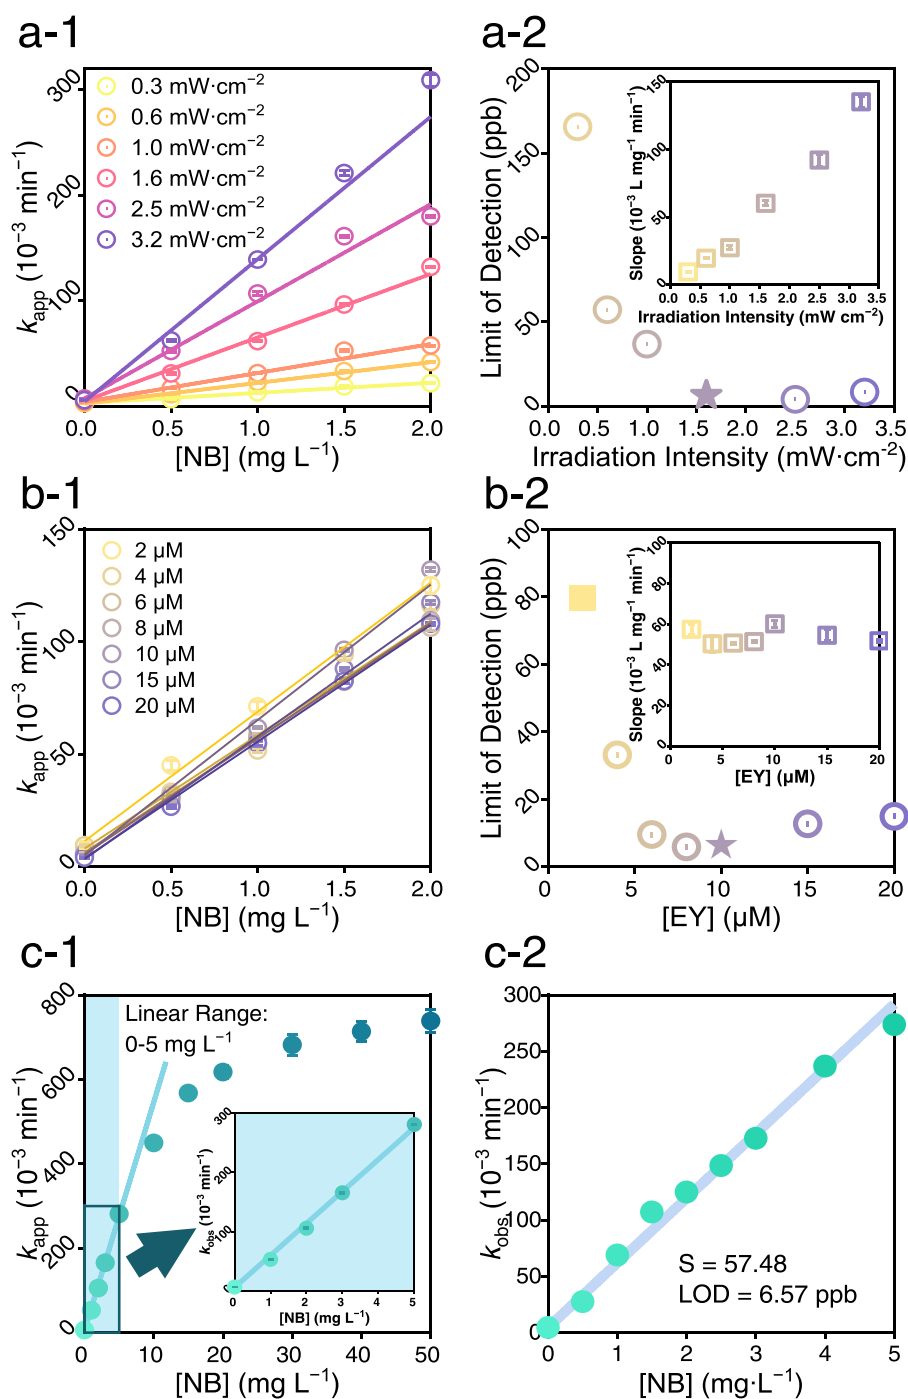 a-1
300
200
100
0
k_app (10⁻³ min⁻¹)
0.3 mW·cm⁻²
0.6 mW·cm⁻²
1.0 mW·cm⁻²
1.6 mW·cm⁻²
2.5 mW·cm⁻²
3.2 mW·cm⁻²
0.0 0.5 1.0 1.5 2.0
[NB] (mg L⁻¹)
a-2
200
150
100
50
0
Limit of Detection (ppb)
150
100
50
0
Slope (10⁻³ L mg⁻¹ min⁻¹)
0.0 0.5 1.0 1.5 2.0 2.5 3.0 3.5
Irradiation Intensity (mW cm⁻²)
0.0 0.5 1.0 1.5 2.0 2.5 3.0 3.5
Irradiation Intensity (mW·cm⁻²)
b-1
150
100
50
0
k_app (10⁻³ min⁻¹)
2 µM
4 µM
6 µM
8 µM
10 µM
15 µM
20 µM
0.0 0.5 1.0 1.5 2.0
[NB] (mg L⁻¹)
b-2
100
80
60
40
20
0
Limit of Detection (ppb)
100
80
60
40
20
0
Slope (10⁻³ L mg⁻¹ min⁻¹)
0 5 10 15 20
[EY] (µM)
0 5 10 15 20
[EY] (µM)
c-1
800
600
400
200
0
k_app (10⁻³ min⁻¹)
Linear Range:
0-5 mg L⁻¹
300
200
100
0
k_obs (10⁻³ min⁻¹)
0 1 2 3 4 5
[NB] (mg L⁻¹)
0 10 20 30 40 50
[NB] (mg L⁻¹)
c-2
300
250
200
150
100
50
0
k_obs (10⁻³ min⁻¹)
S = 57.48
LOD = 6.57 ppb
0 1 2 3 4 5
[NB] (mg·L⁻¹)